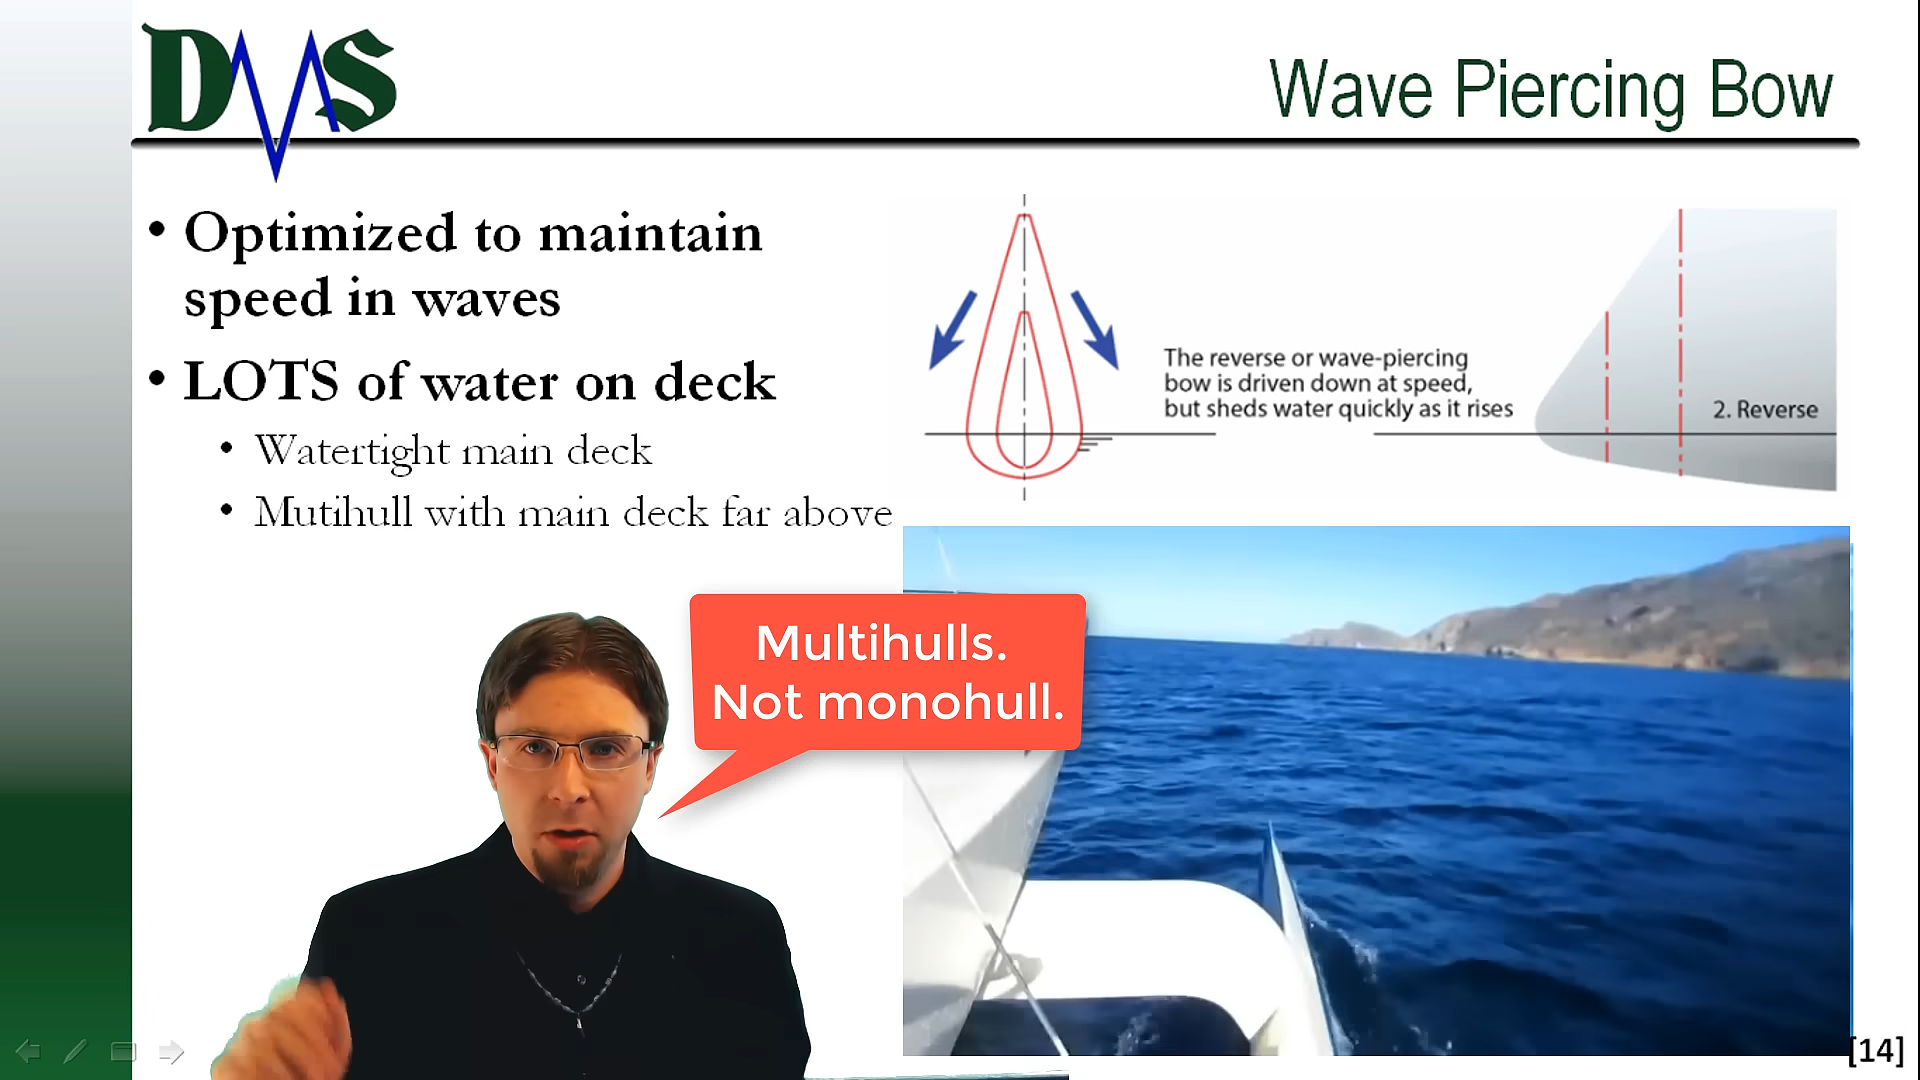 DMS
Wave Piercing Bow
• Optimized to maintain
speed in waves
• LOTS of water on deck
• Watertight main deck
• Mutihull with main deck far above
The reverse or wave-piercing
bow is driven down at speed,
but sheds water quickly as it rises
2. Reverse
Multihulls.
Not monohull.
[14]